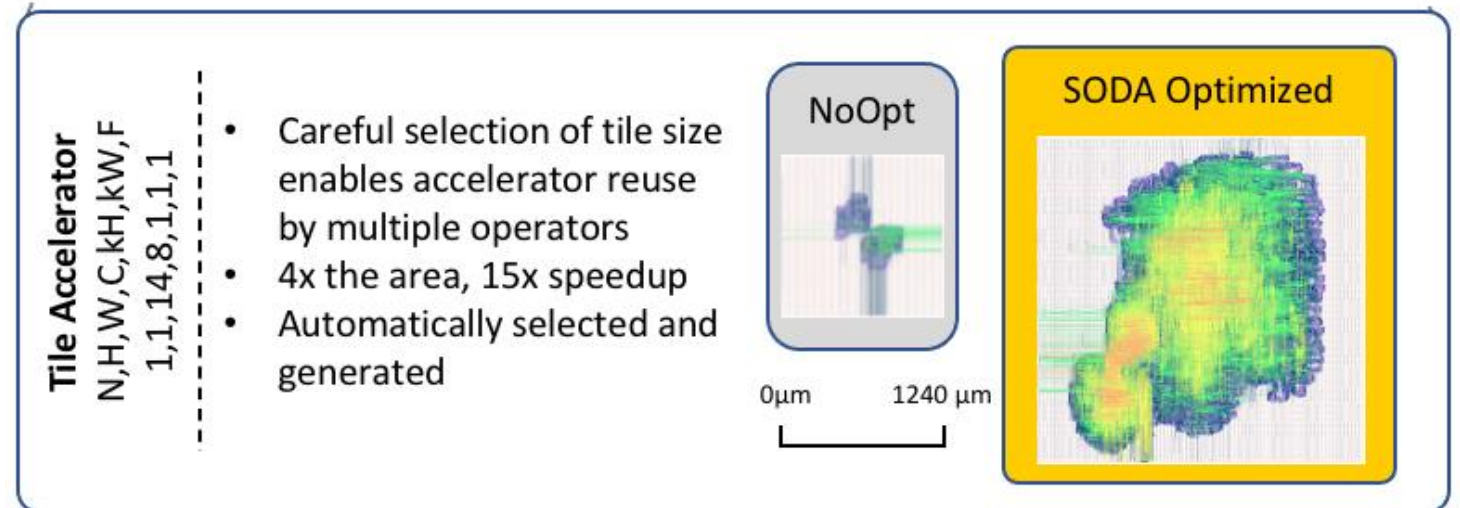 Tile Accelerator
N,H,W,C,kH,kW,F
1,11,14,8,1,1,1
• Careful selection of tile size
enables accelerator reuse
by multiple operators
• 4x the area, 15x speedup
• Automatically selected and
generated
NoOpt
0μm 1240 μm
SODA Optimized